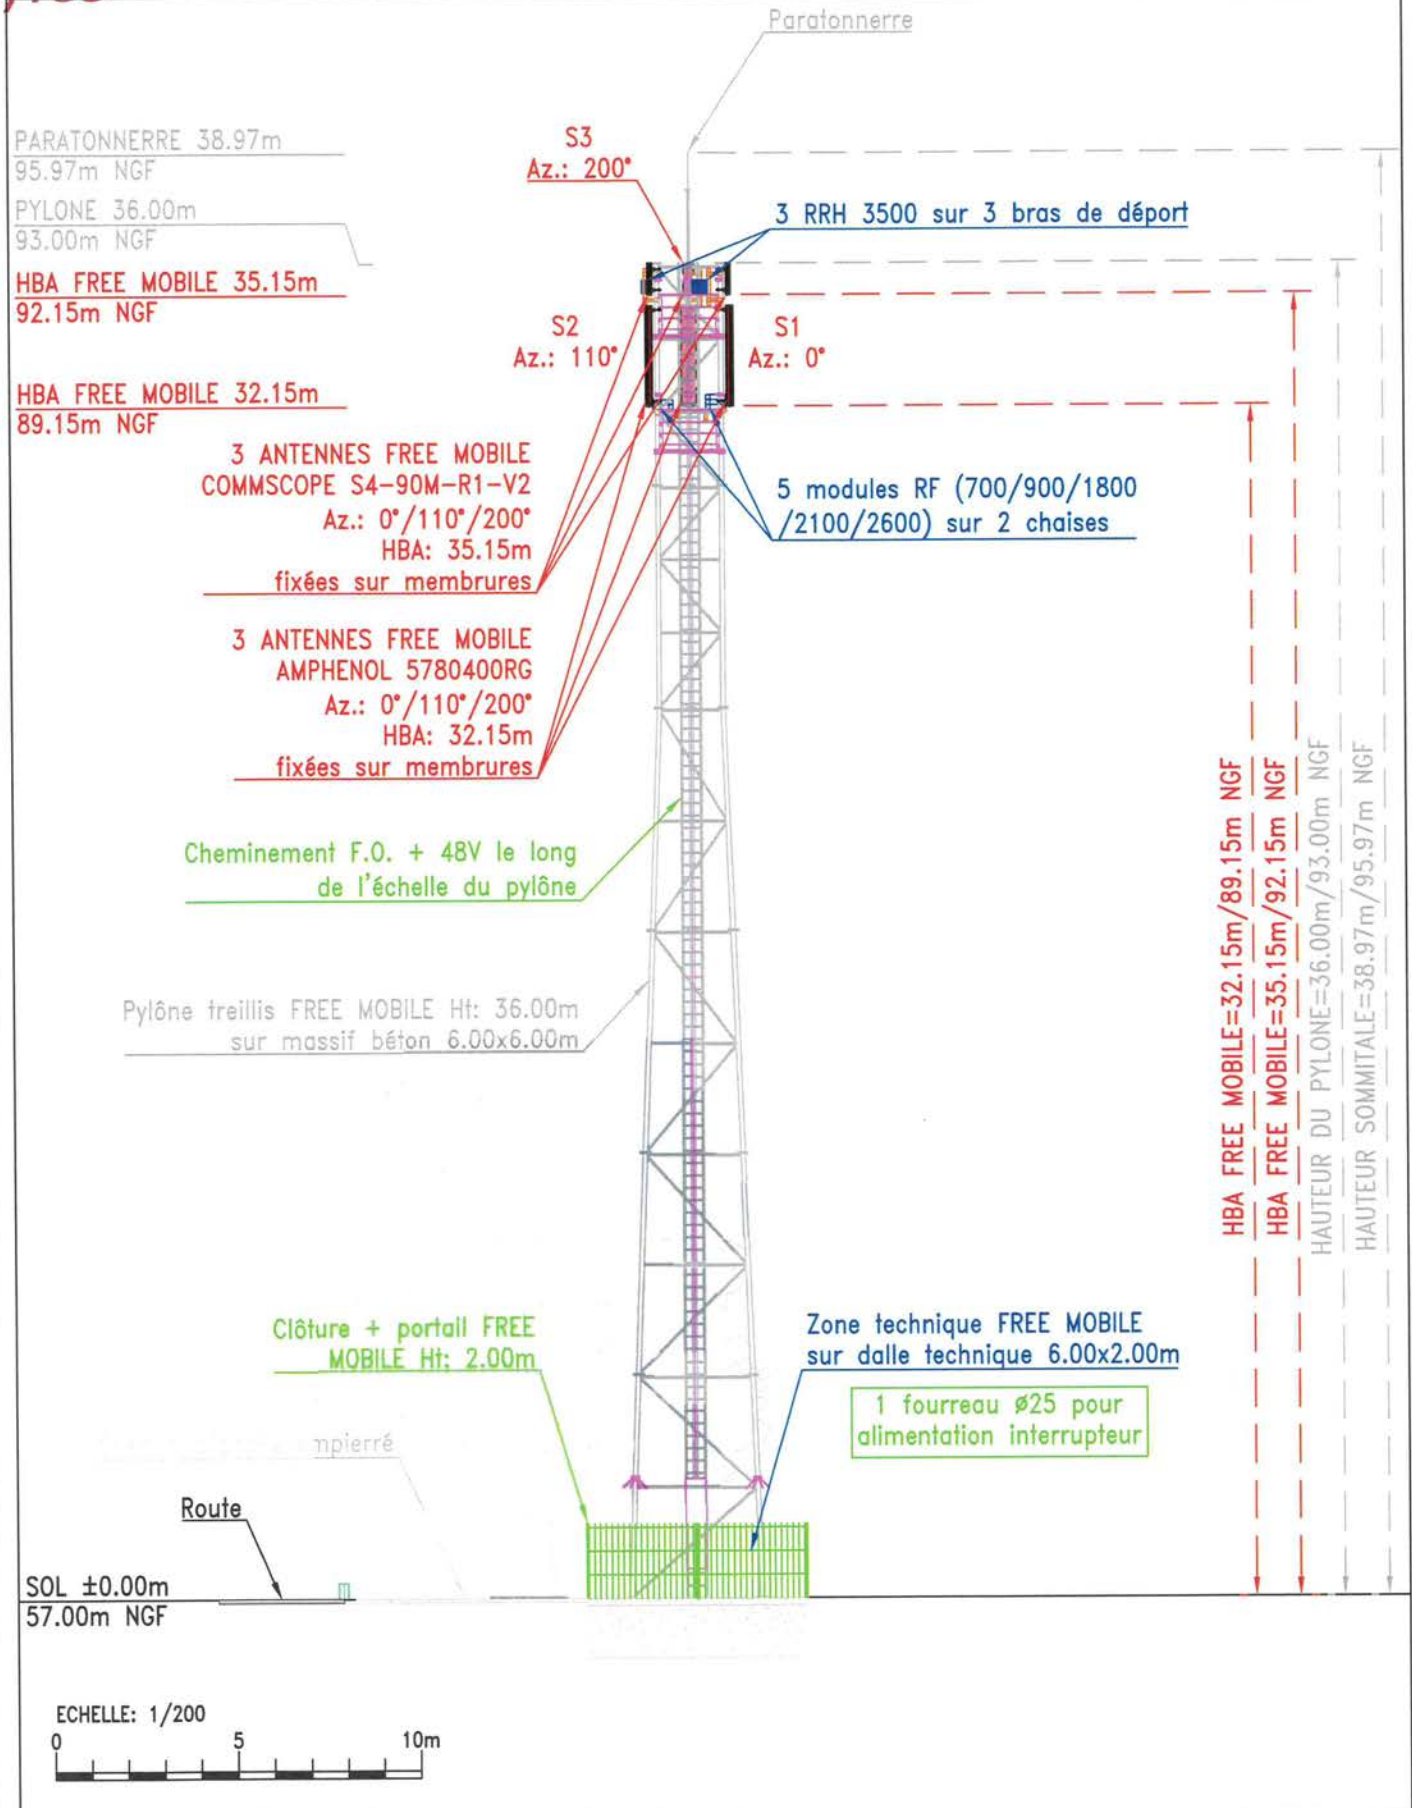 Paratonnerre
PARATONNERRE 38.97m
95.97m NGF
PYLONE 36.00m
93.00m NGF
HBA FREE MOBILE 35.15m
92.15m NGF
HBA FREE MOBILE 32.15m
89.15m NGF
S3
Az.: 200°
3 RRH 3500 sur 3 bras de déport
S2
Az.: 110°
S1
Az.: 0°
3 ANTENNES FREE MOBILE
COMMSCOPE S4-90M-R1-V2
Az.: 0°/110°/200°
HBA: 35.15m
fixées sur membrures
5 modules RF (700/900/1800
/2100/2600) sur 2 chaises
3 ANTENNES FREE MOBILE
AMPHENOL 5780400RG
Az.: 0°/110°/200°
HBA: 32.15m
fixées sur membrures
Cheminement F.O. + 48V le long
de l'échelle du pylône
Pylône treillis FREE MOBILE Ht: 36.00m
sur massif béton 6.00x6.00m
HBA FREE MOBILE=32.15m/89.15m NGF
HBA FREE MOBILE=35.15m/92.15m NGF
HAUTEUR DU PYLONE=36.00m/93.00m NGF
HAUTEUR SOMMITALE=38.97m/95.97m NGF
Clôture + portail FREE
MOBILE Ht: 2.00m
Zone technique FREE MOBILE
sur dalle technique 6.00x2.00m
1 fourreau ø25 pour
alimentation interrupteur
mpierré
Route
SOL ±0.00m
57.00m NGF
ECHELLE: 1/200
0 5 10m